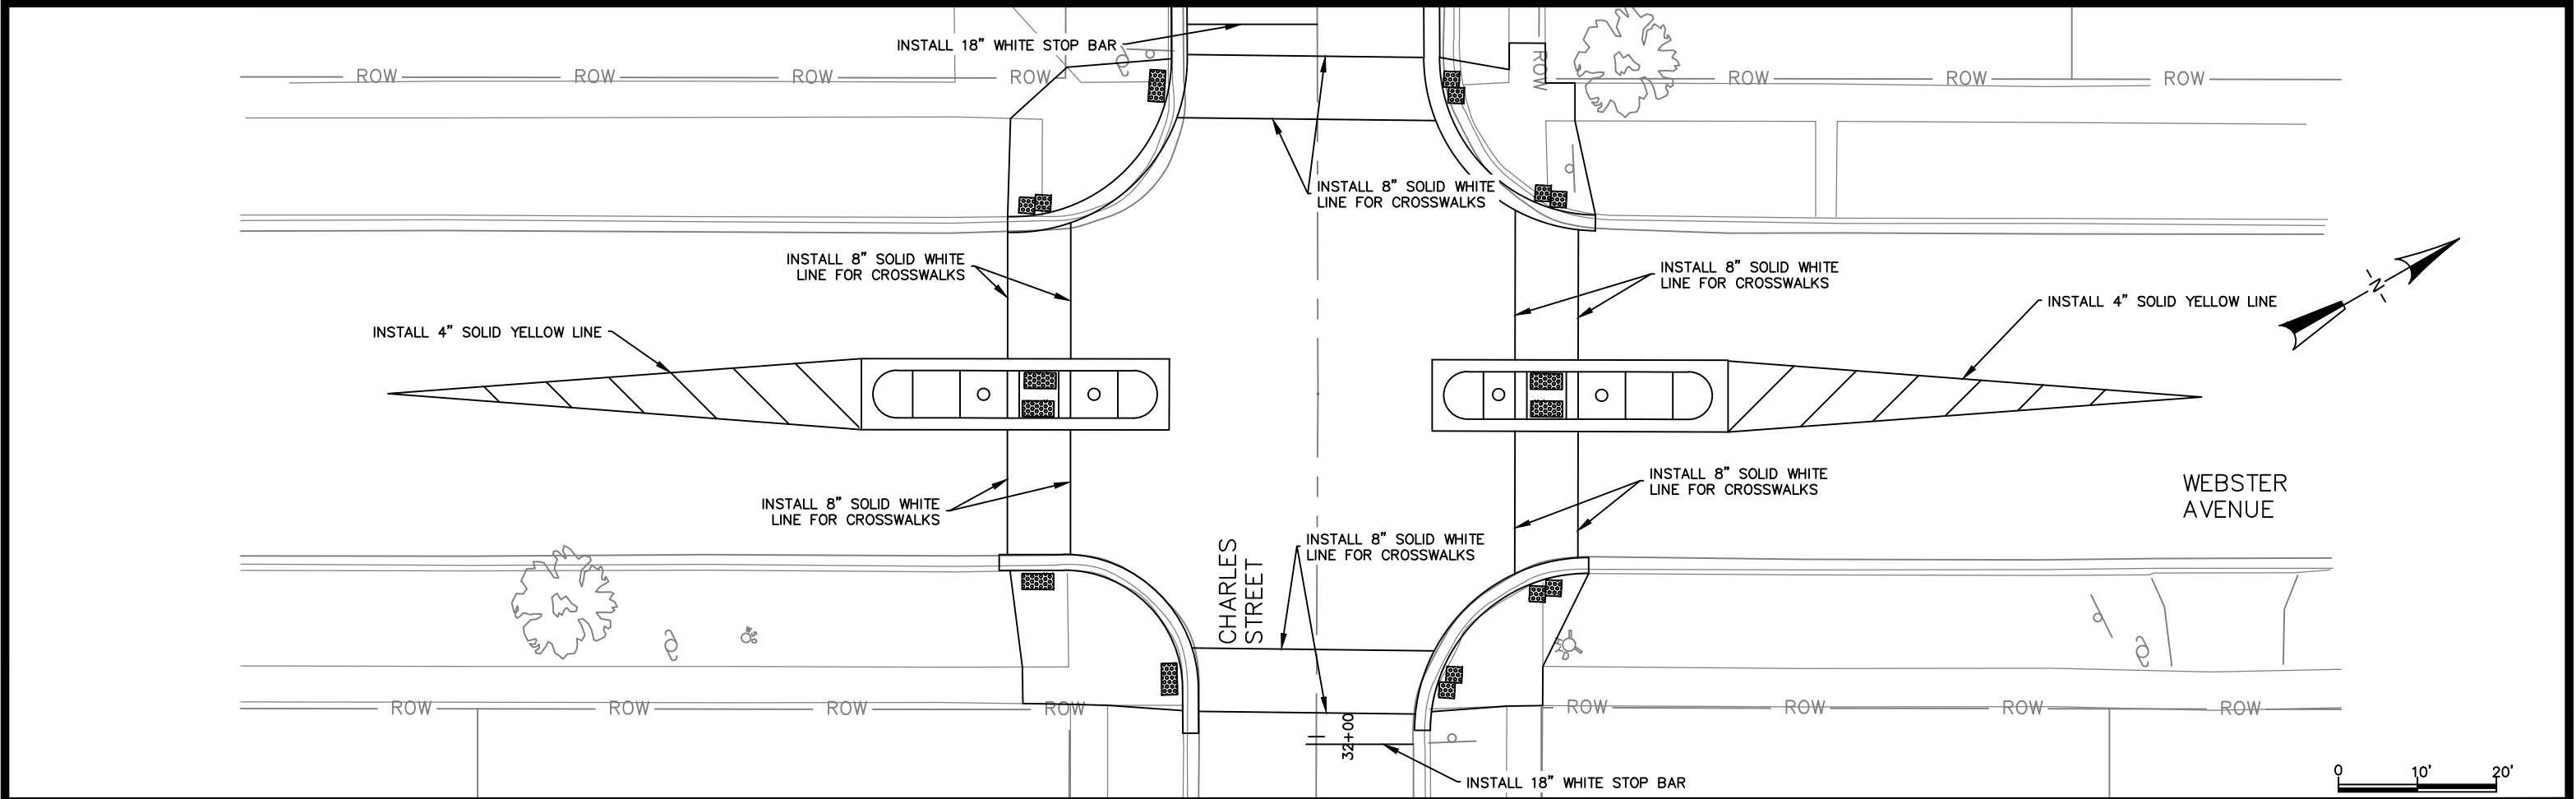 INSTALL 18" WHITE STOP BAR
ROW
ROW
ROW
ROW
ROW
ROW
ROW
ROW
INSTALL 8" SOLID WHITE
LINE FOR CROSSWALKS
INSTALL 8" SOLID WHITE
LINE FOR CROSSWALKS
INSTALL 8" SOLID WHITE
LINE FOR CROSSWALKS
-N-
INSTALL 4" SOLID YELLOW LINE
INSTALL 4" SOLID YELLOW LINE
INSTALL 8" SOLID WHITE
LINE FOR CROSSWALKS
INSTALL 8" SOLID WHITE
LINE FOR CROSSWALKS
WEBSTER
AVENUE
INSTALL 8" SOLID WHITE
LINE FOR CROSSWALKS
CHARLES
STREET
ROW
ROW
ROW
ROW
ROW
ROW
ROW
ROW
32+00
INSTALL 18" WHITE STOP BAR
0 10' 20'